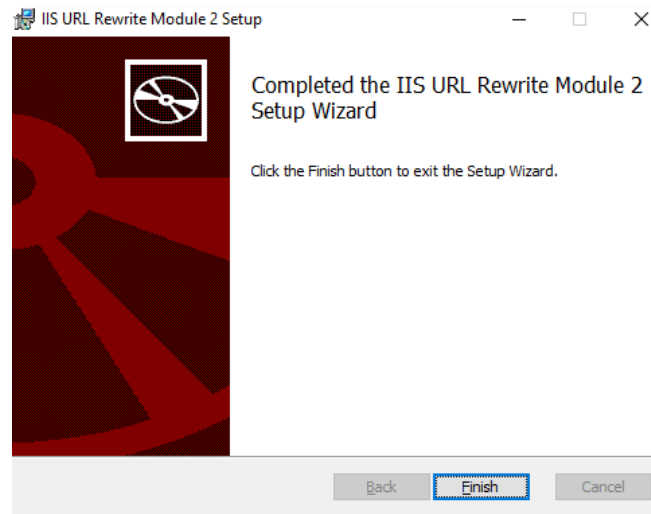 IIS URL Rewrite Module 2 Setup
Completed the IIS URL Rewrite Module 2
Setup Wizard
Click the Finish button to exit the Setup Wizard.
Back Finish Cancel